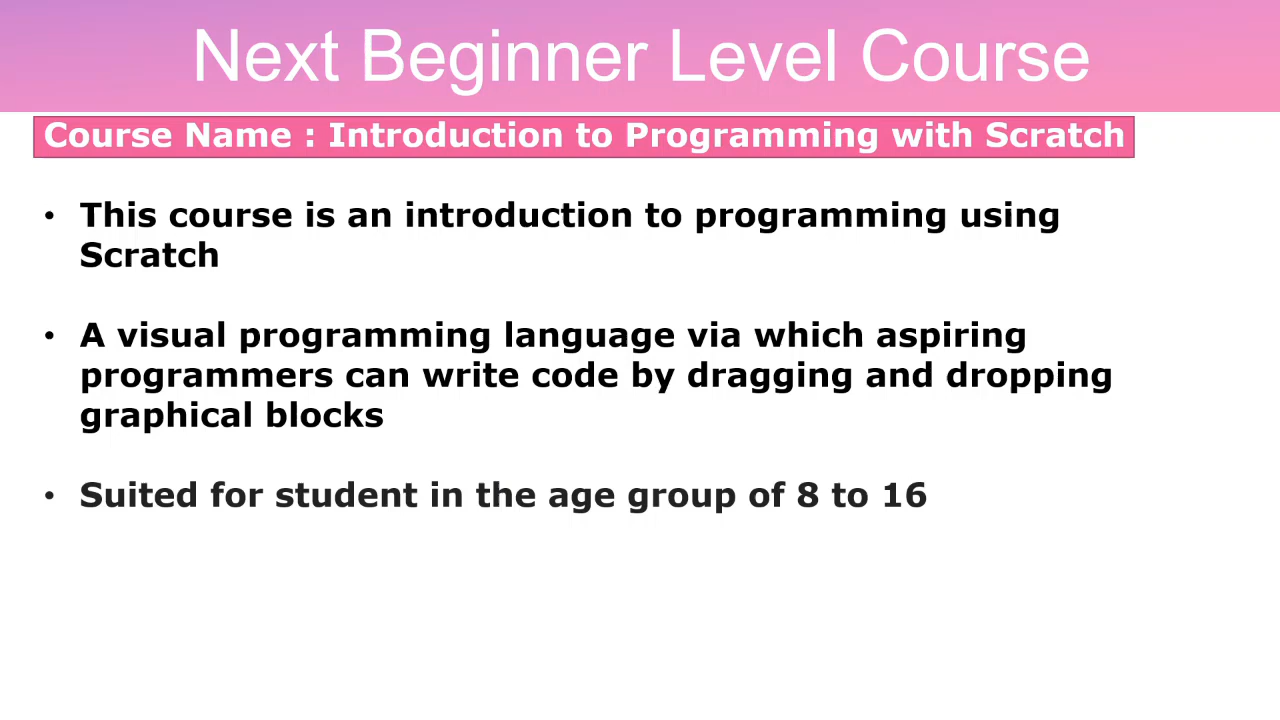 Next Beginner Level Course
Course Name : Introduction to Programming with Scratch
• This course is an introduction to programming using
Scratch
• A visual programming language via which aspiring
programmers can write code by dragging and dropping
graphical blocks
• Suited for student in the age group of 8 to 16